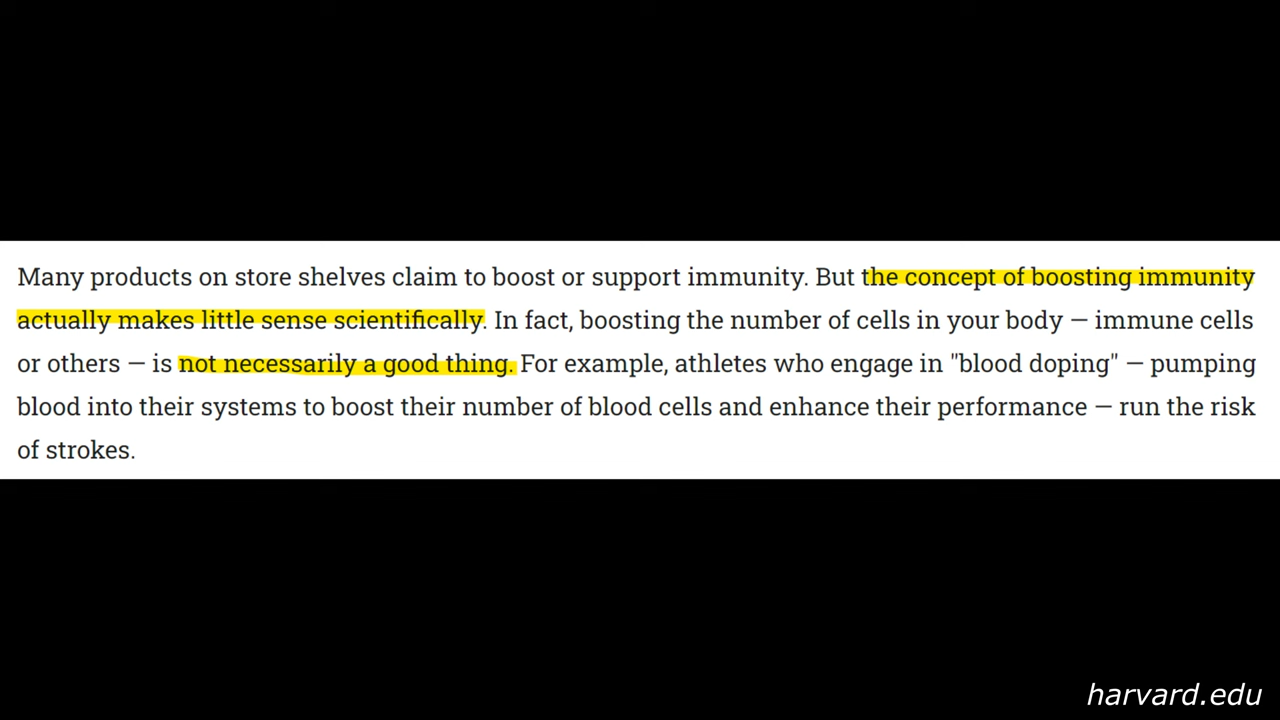 Many products on store shelves claim to boost or support immunity. But the concept of boosting immunity
actually makes little sense scientifically. In fact, boosting the number of cells in your body — immune cells
or others — is not necessarily a good thing. For example, athletes who engage in "blood doping" — pumping
blood into their systems to boost their number of blood cells and enhance their performance — run the risk
of strokes.
harvard.edu